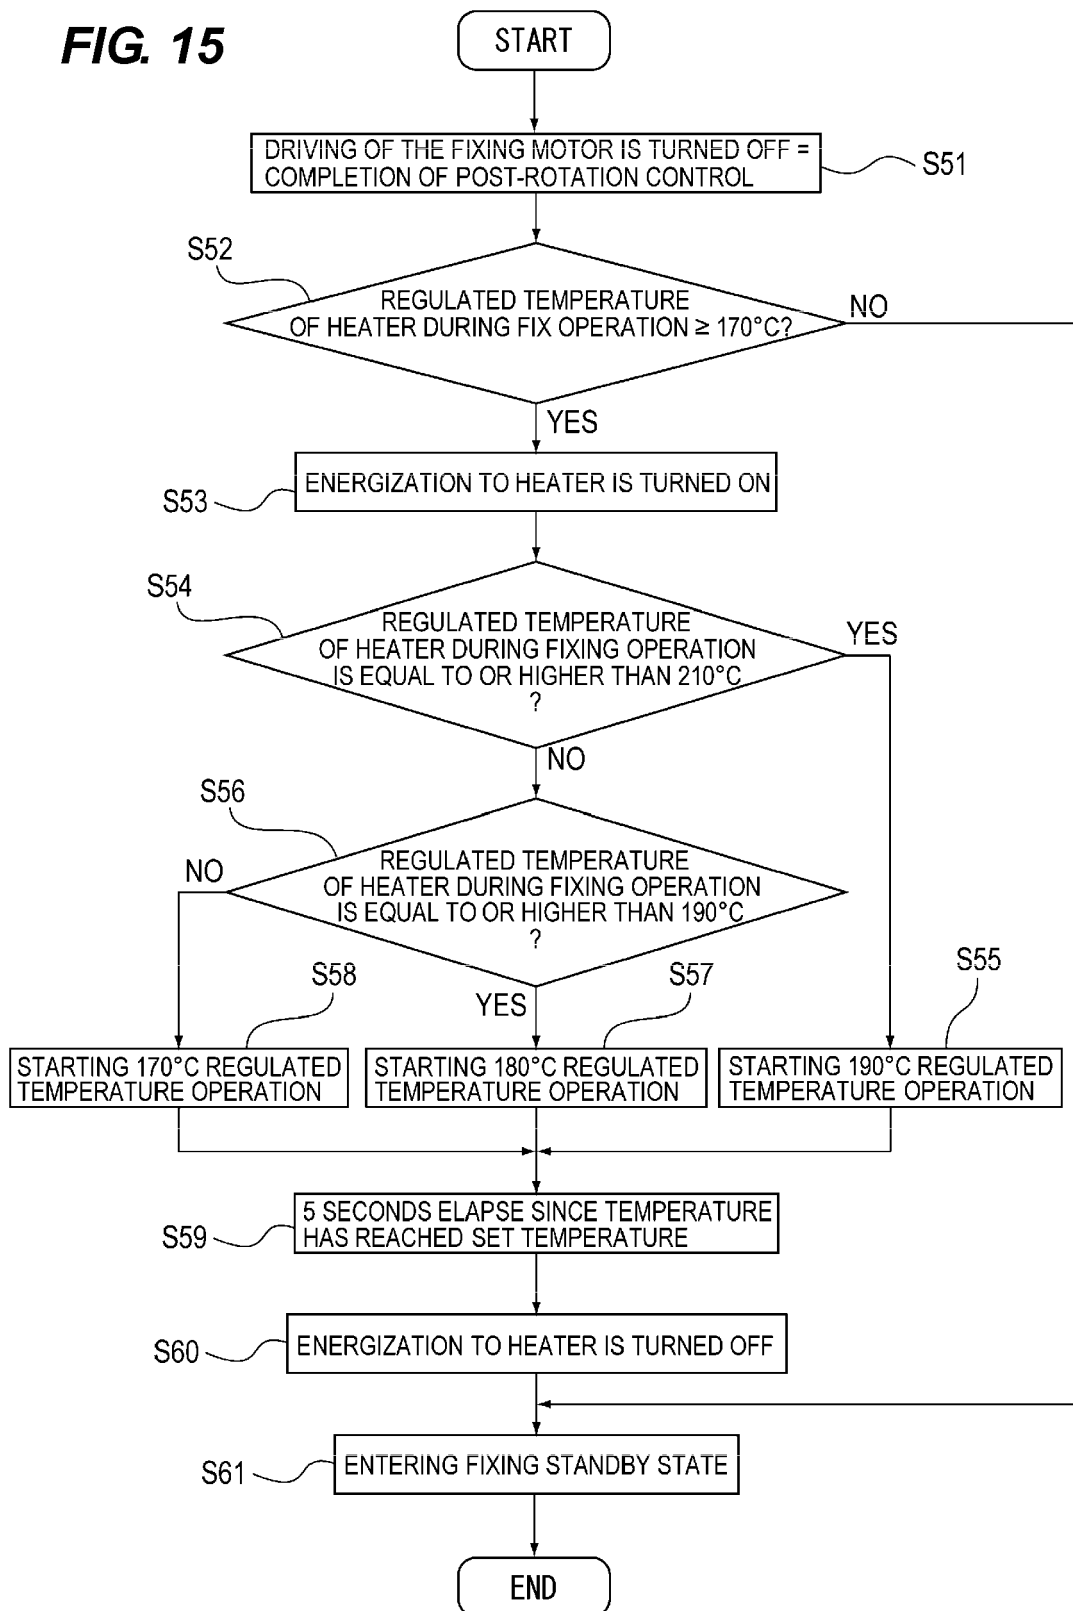 FIG. 15
START
DRIVING OF THE FIXING MOTOR IS TURNED OFF =
COMPLETION OF POST-ROTATION CONTROL
S51
S52
REGULATED TEMPERATURE
OF HEATER DURING FIX OPERATION ≥ 170°C?
NO
YES
ENERGIZATION TO HEATER IS TURNED ON
S53
S54
REGULATED TEMPERATURE
OF HEATER DURING FIXING OPERATION
IS EQUAL TO OR HIGHER THAN 210°C
?
YES
NO
S56
REGULATED TEMPERATURE
OF HEATER DURING FIXING OPERATION
IS EQUAL TO OR HIGHER THAN 190°C
?
NO
YES
S58
S57
S55
STARTING 170°C REGULATED
TEMPERATURE OPERATION
STARTING 180°C REGULATED
TEMPERATURE OPERATION
STARTING 190°C REGULATED
TEMPERATURE OPERATION
5 SECONDS ELAPSE SINCE TEMPERATURE
HAS REACHED SET TEMPERATURE
S59
ENERGIZATION TO HEATER IS TURNED OFF
S60
ENTERING FIXING STANDBY STATE
S61
END